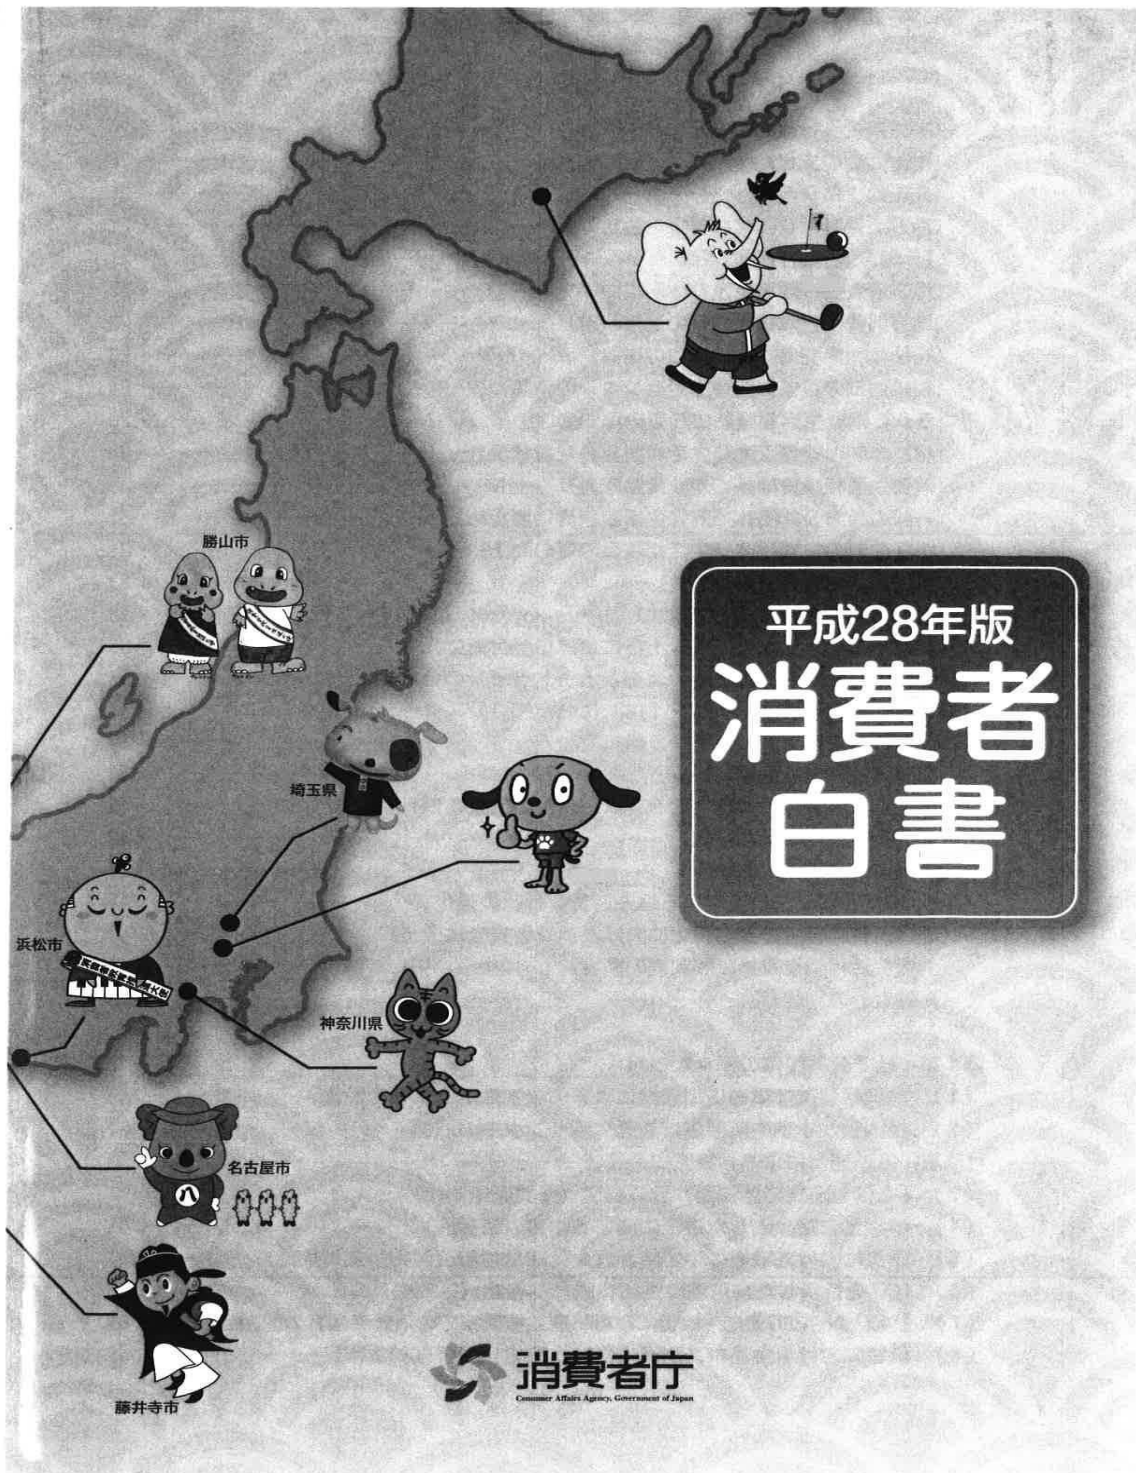 勝山市
平成28年版
消費者
白書
埼玉県
浜松市
神奈川県
名古屋市
八
藤井寺市
消費者庁
Consumer Affairs Agency, Government of Japan